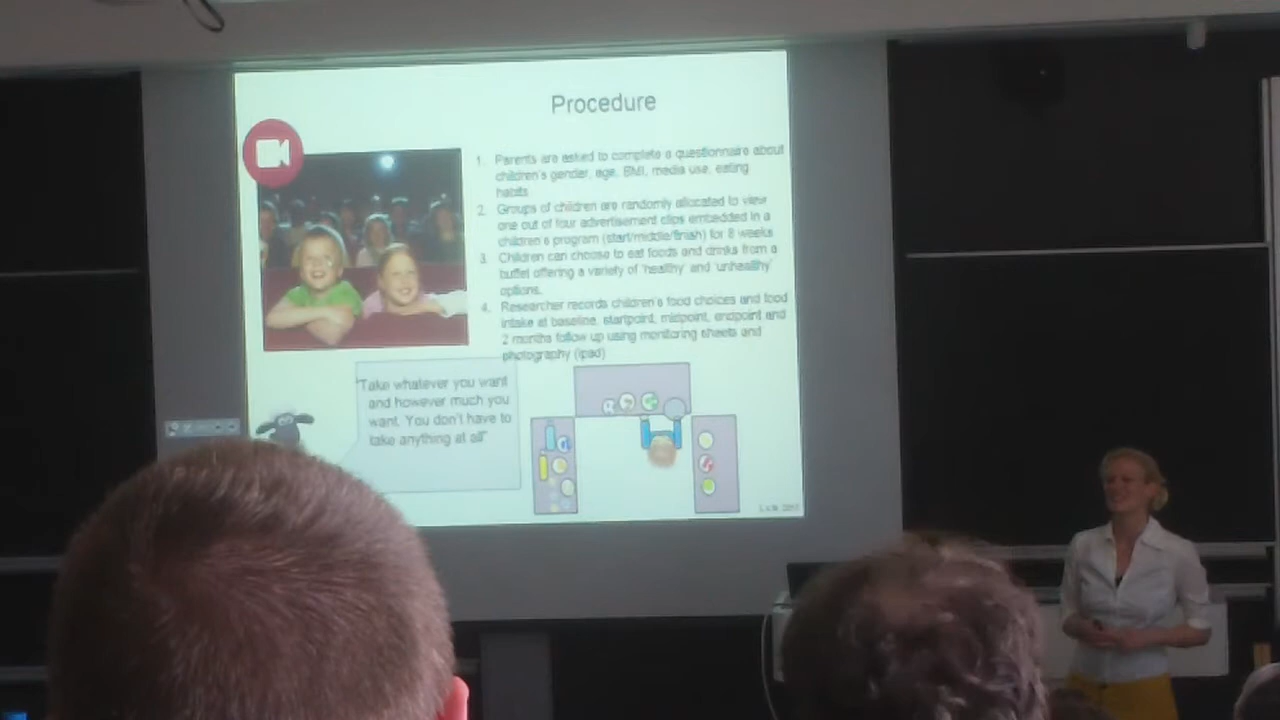 Procedure
1. Parents are asked to complete a questionnaire about
children's gender, age, BMI, media use, eating
habits
2. Groups of children are randomly allocated to view
one out of four advertisement clips embedded in a
children's program (start/middle/finish) for 8 weeks
3. Children can choose to eat foods and drinks from a
buffet offering a variety of 'healthy' and 'unhealthy'
options.
4. Researcher records children's food choices and food
intake at baseline, startpoint, midpoint, endpoint and
2 months follow up using monitoring sheets and
photography (ipad)
"Take whatever you want
and however much you
want. You don't have to
take anything at all"